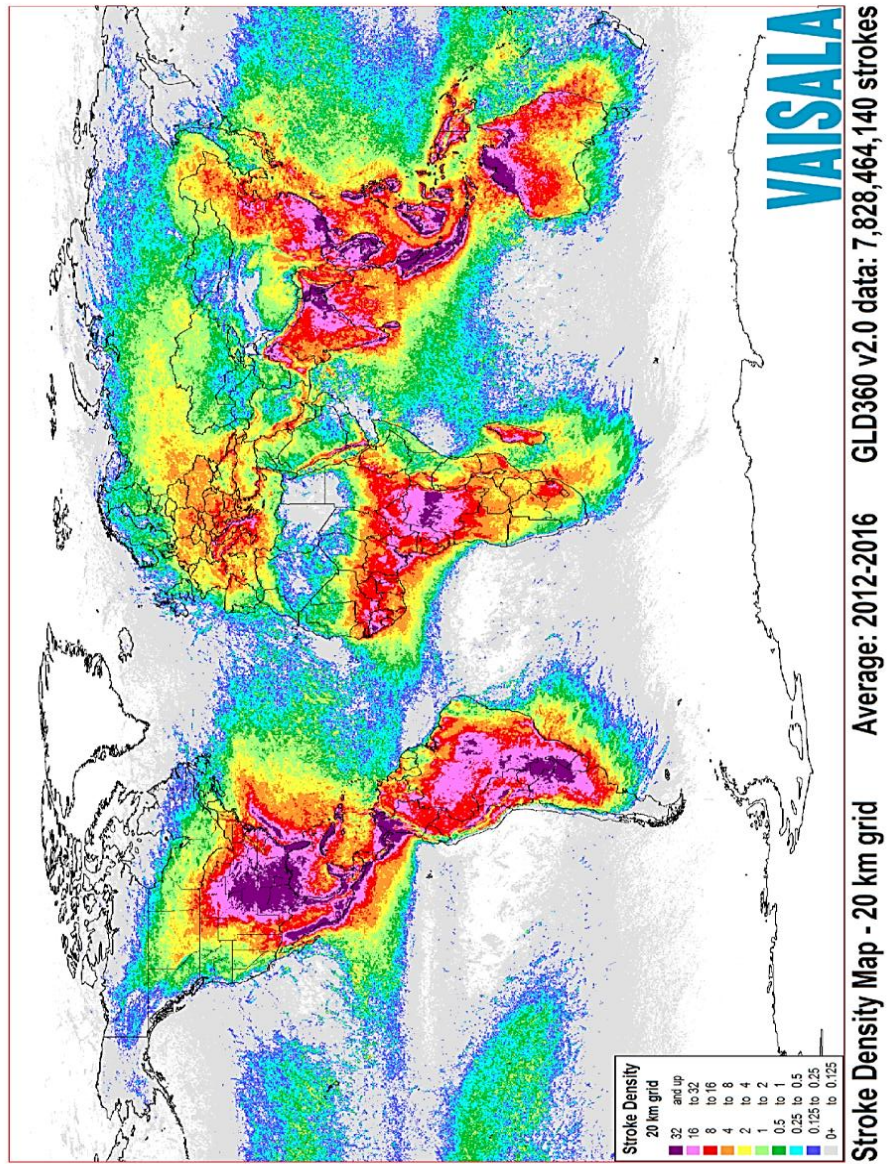 VAISALA
Stroke Density
20 km grid
32 and up
16 to 32
8 to 16
4 to 8
2 to 4
1 to 2
0.5 to 1
0.25 to 0.5
0.125 to 0.25
0+ to 0.125
Stroke Density Map - 20 km grid Average: 2012-2016 GLD360 v2.0 data: 7,828,464,140 strokes